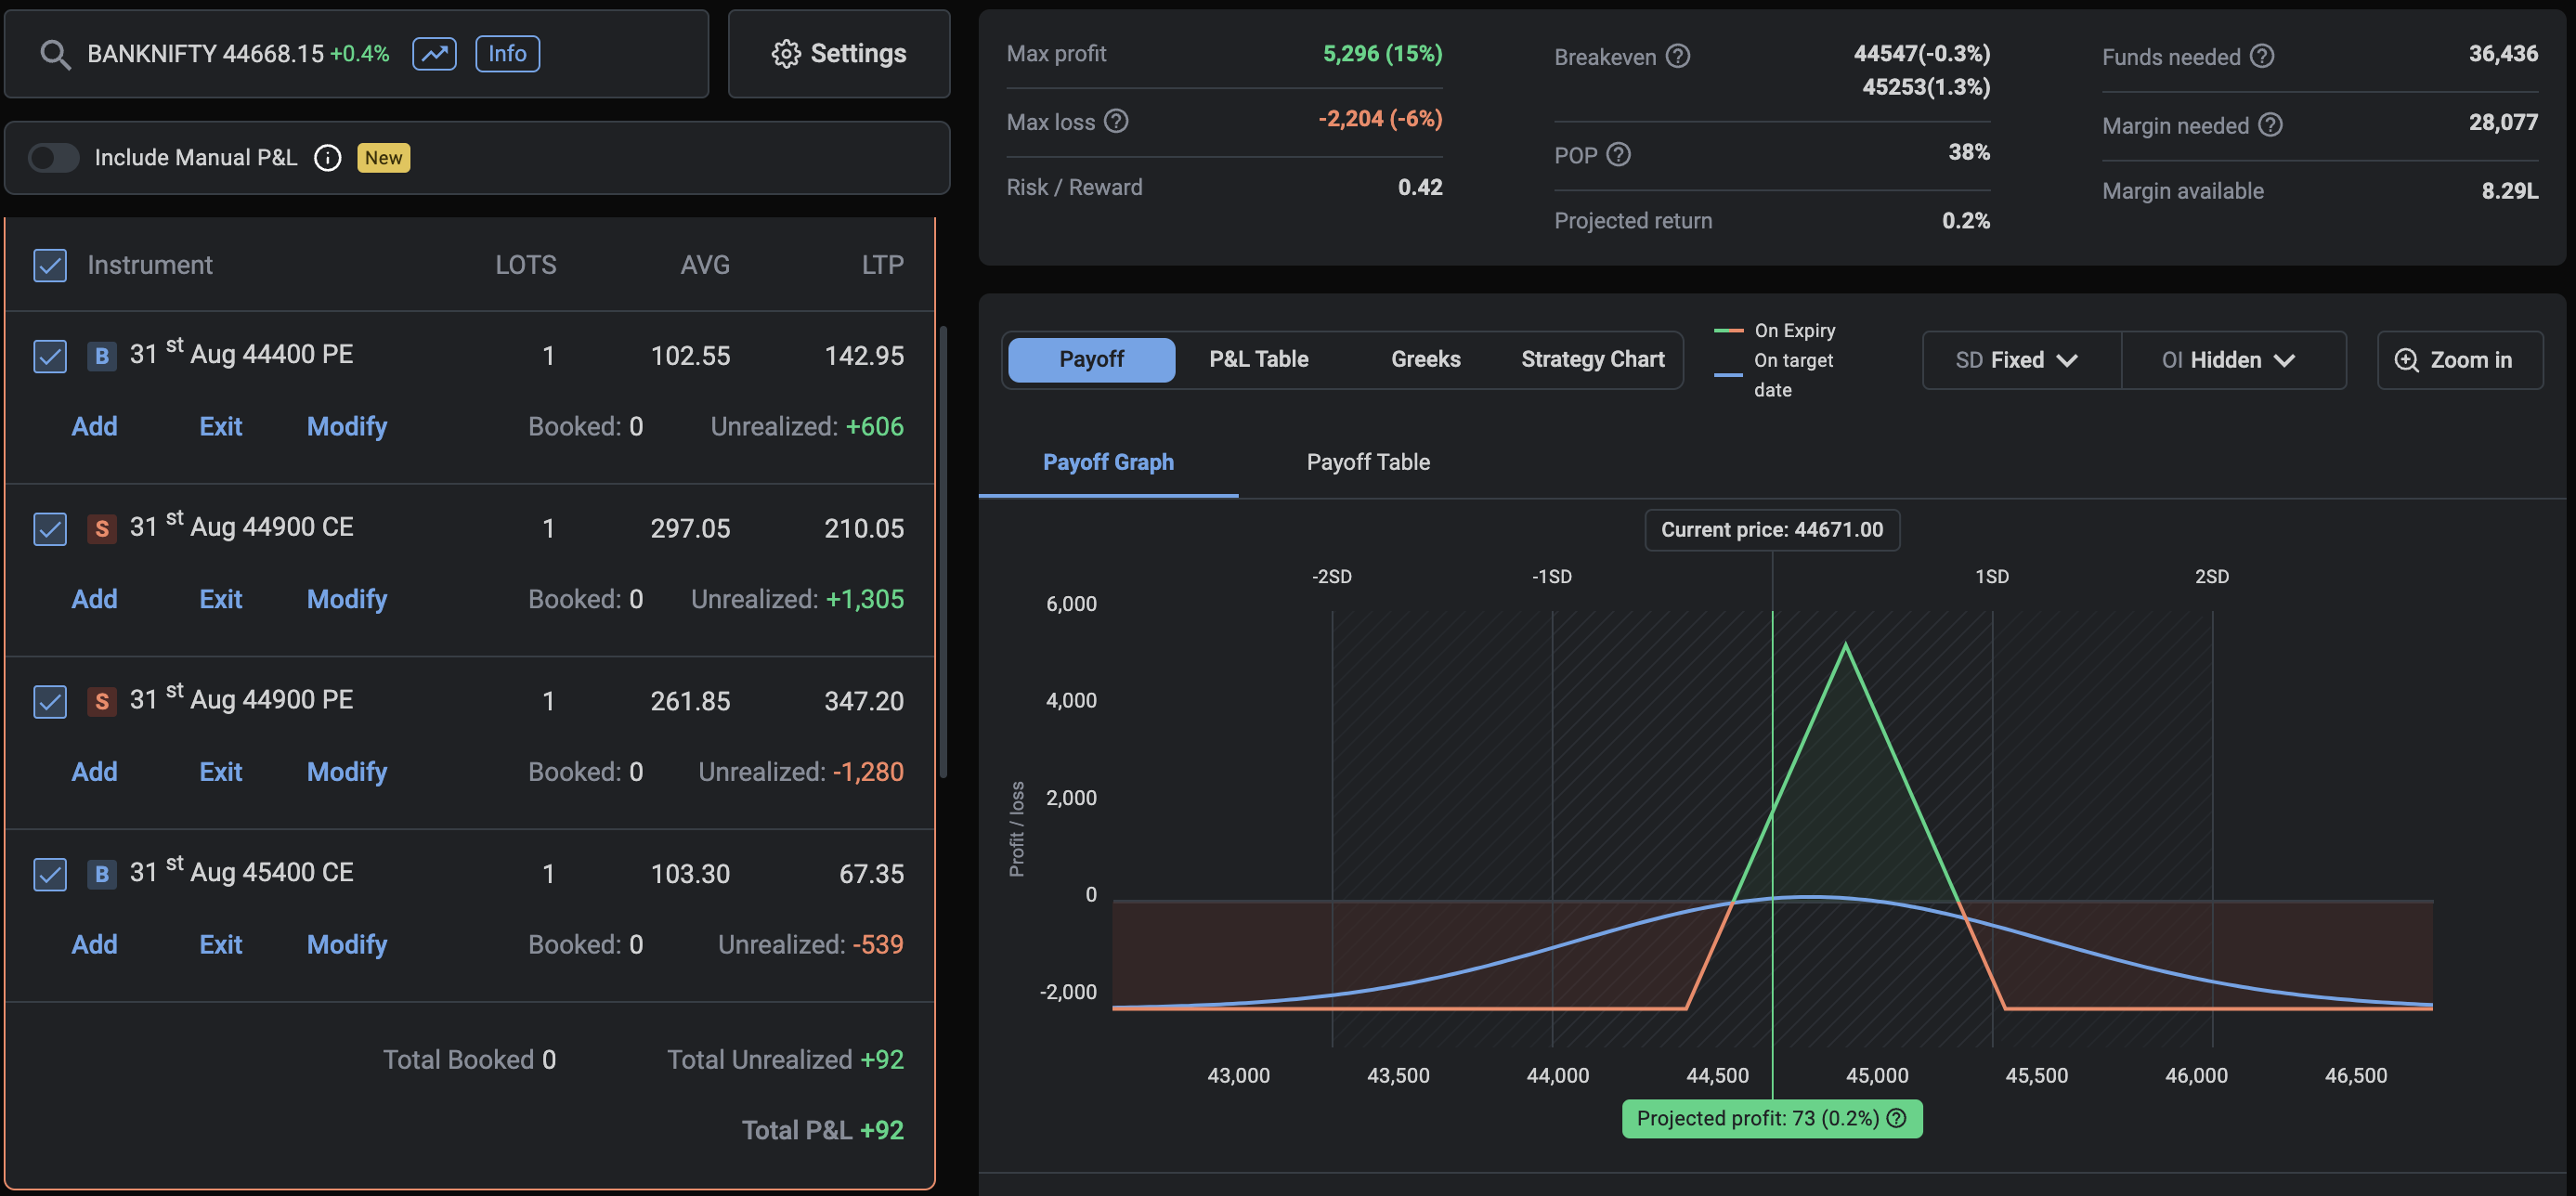 BANKNIFTY 44668.15 +0.4% Info
Settings
Include Manual P&L New
Instrument LOTS AVG LTP
B 31 st Aug 44400 PE 1 102.55 142.95
Add Exit Modify Booked: 0 Unrealized: +606
S 31 st Aug 44900 CE 1 297.05 210.05
Add Exit Modify Booked: 0 Unrealized: +1,305
S 31 st Aug 44900 PE 1 261.85 347.20
Add Exit Modify Booked: 0 Unrealized: -1,280
B 31 st Aug 45400 CE 1 103.30 67.35
Add Exit Modify Booked: 0 Unrealized: -539
Total Booked 0 Total Unrealized +92
Total P&L +92
Max profit 5,296 (15%)
Max loss -2,204 (-6%)
Risk / Reward 0.42
Breakeven 44547(-0.3%)
45253(1.3%)
POP 38%
Projected return 0.2%
Funds needed 36,436
Margin needed 28,077
Margin available 8.29L
Payoff P&L Table Greeks Strategy Chart
On Expiry
On target
date
SD Fixed OI Hidden
Zoom in
Payoff Graph Payoff Table
Current price: 44671.00
-2SD -1SD 1SD 2SD
Profit / loss
6,000
4,000
2,000
0
-2,000
43,000 43,500 44,000 44,500 45,000 45,500 46,000 46,500
Projected profit: 73 (0.2%)